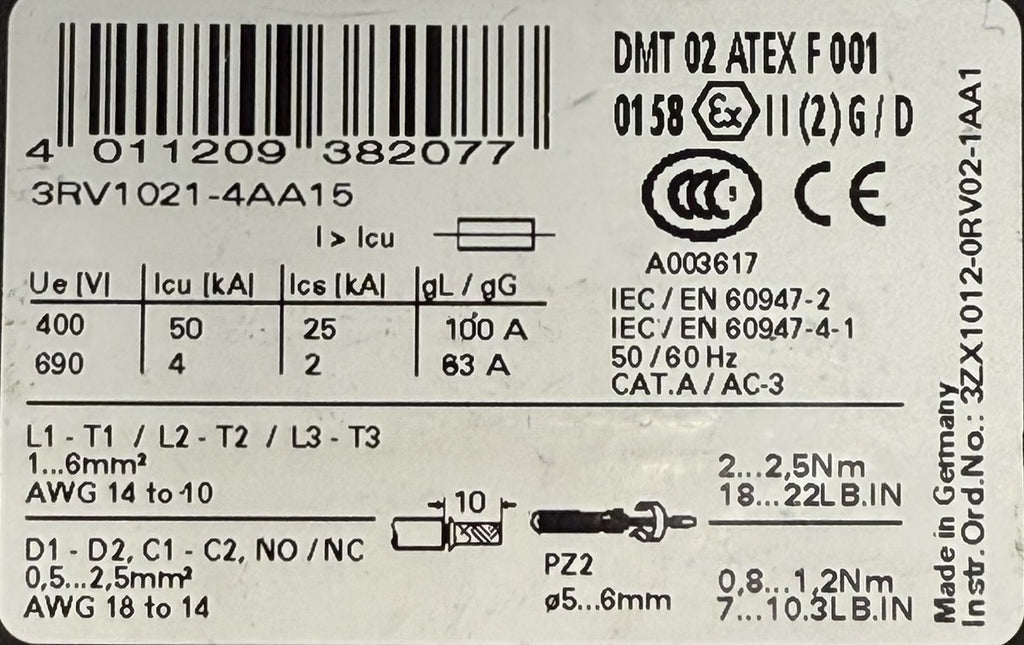 4 011209 382077
3RV1021-4AA15
I > Icu
Ue [V] Icu [kA] Ics [kA] gL / gG
400 50 25 100 A
690 4 2 63 A
DMT 02 ATEX F 001
0158 Ex II (2) G / D
CCC CE
A003617
IEC / EN 60947-2
IEC / EN 60947-4-1
50 / 60 Hz
CAT.A / AC-3
L1 - T1 / L2 - T2 / L3 - T3
1...6mm²
AWG 14 to 10
D1 - D2, C1 - C2, NO / NC
0,5...2,5mm²
AWG 18 to 14
10
PZ2
ø5...6mm
2...2,5Nm
18...22LB.IN
0,8...1,2Nm
7...10.3LB.IN
Made in Germany
Instr.Ord.No.: 3ZX1012-0RV02-1AA1